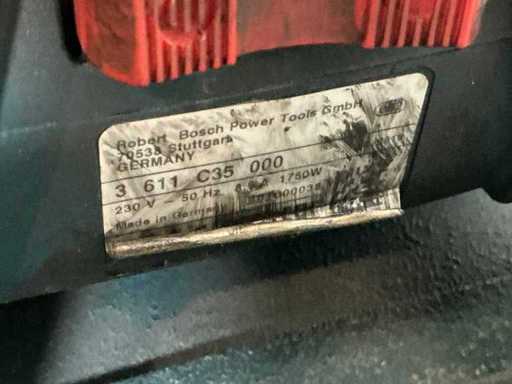 Robert Bosch Power Tools GmbH
70538 Stuttgart
GERMANY
3 611 C35 000
230 V ~ 50 Hz 1750W
Made in Germany